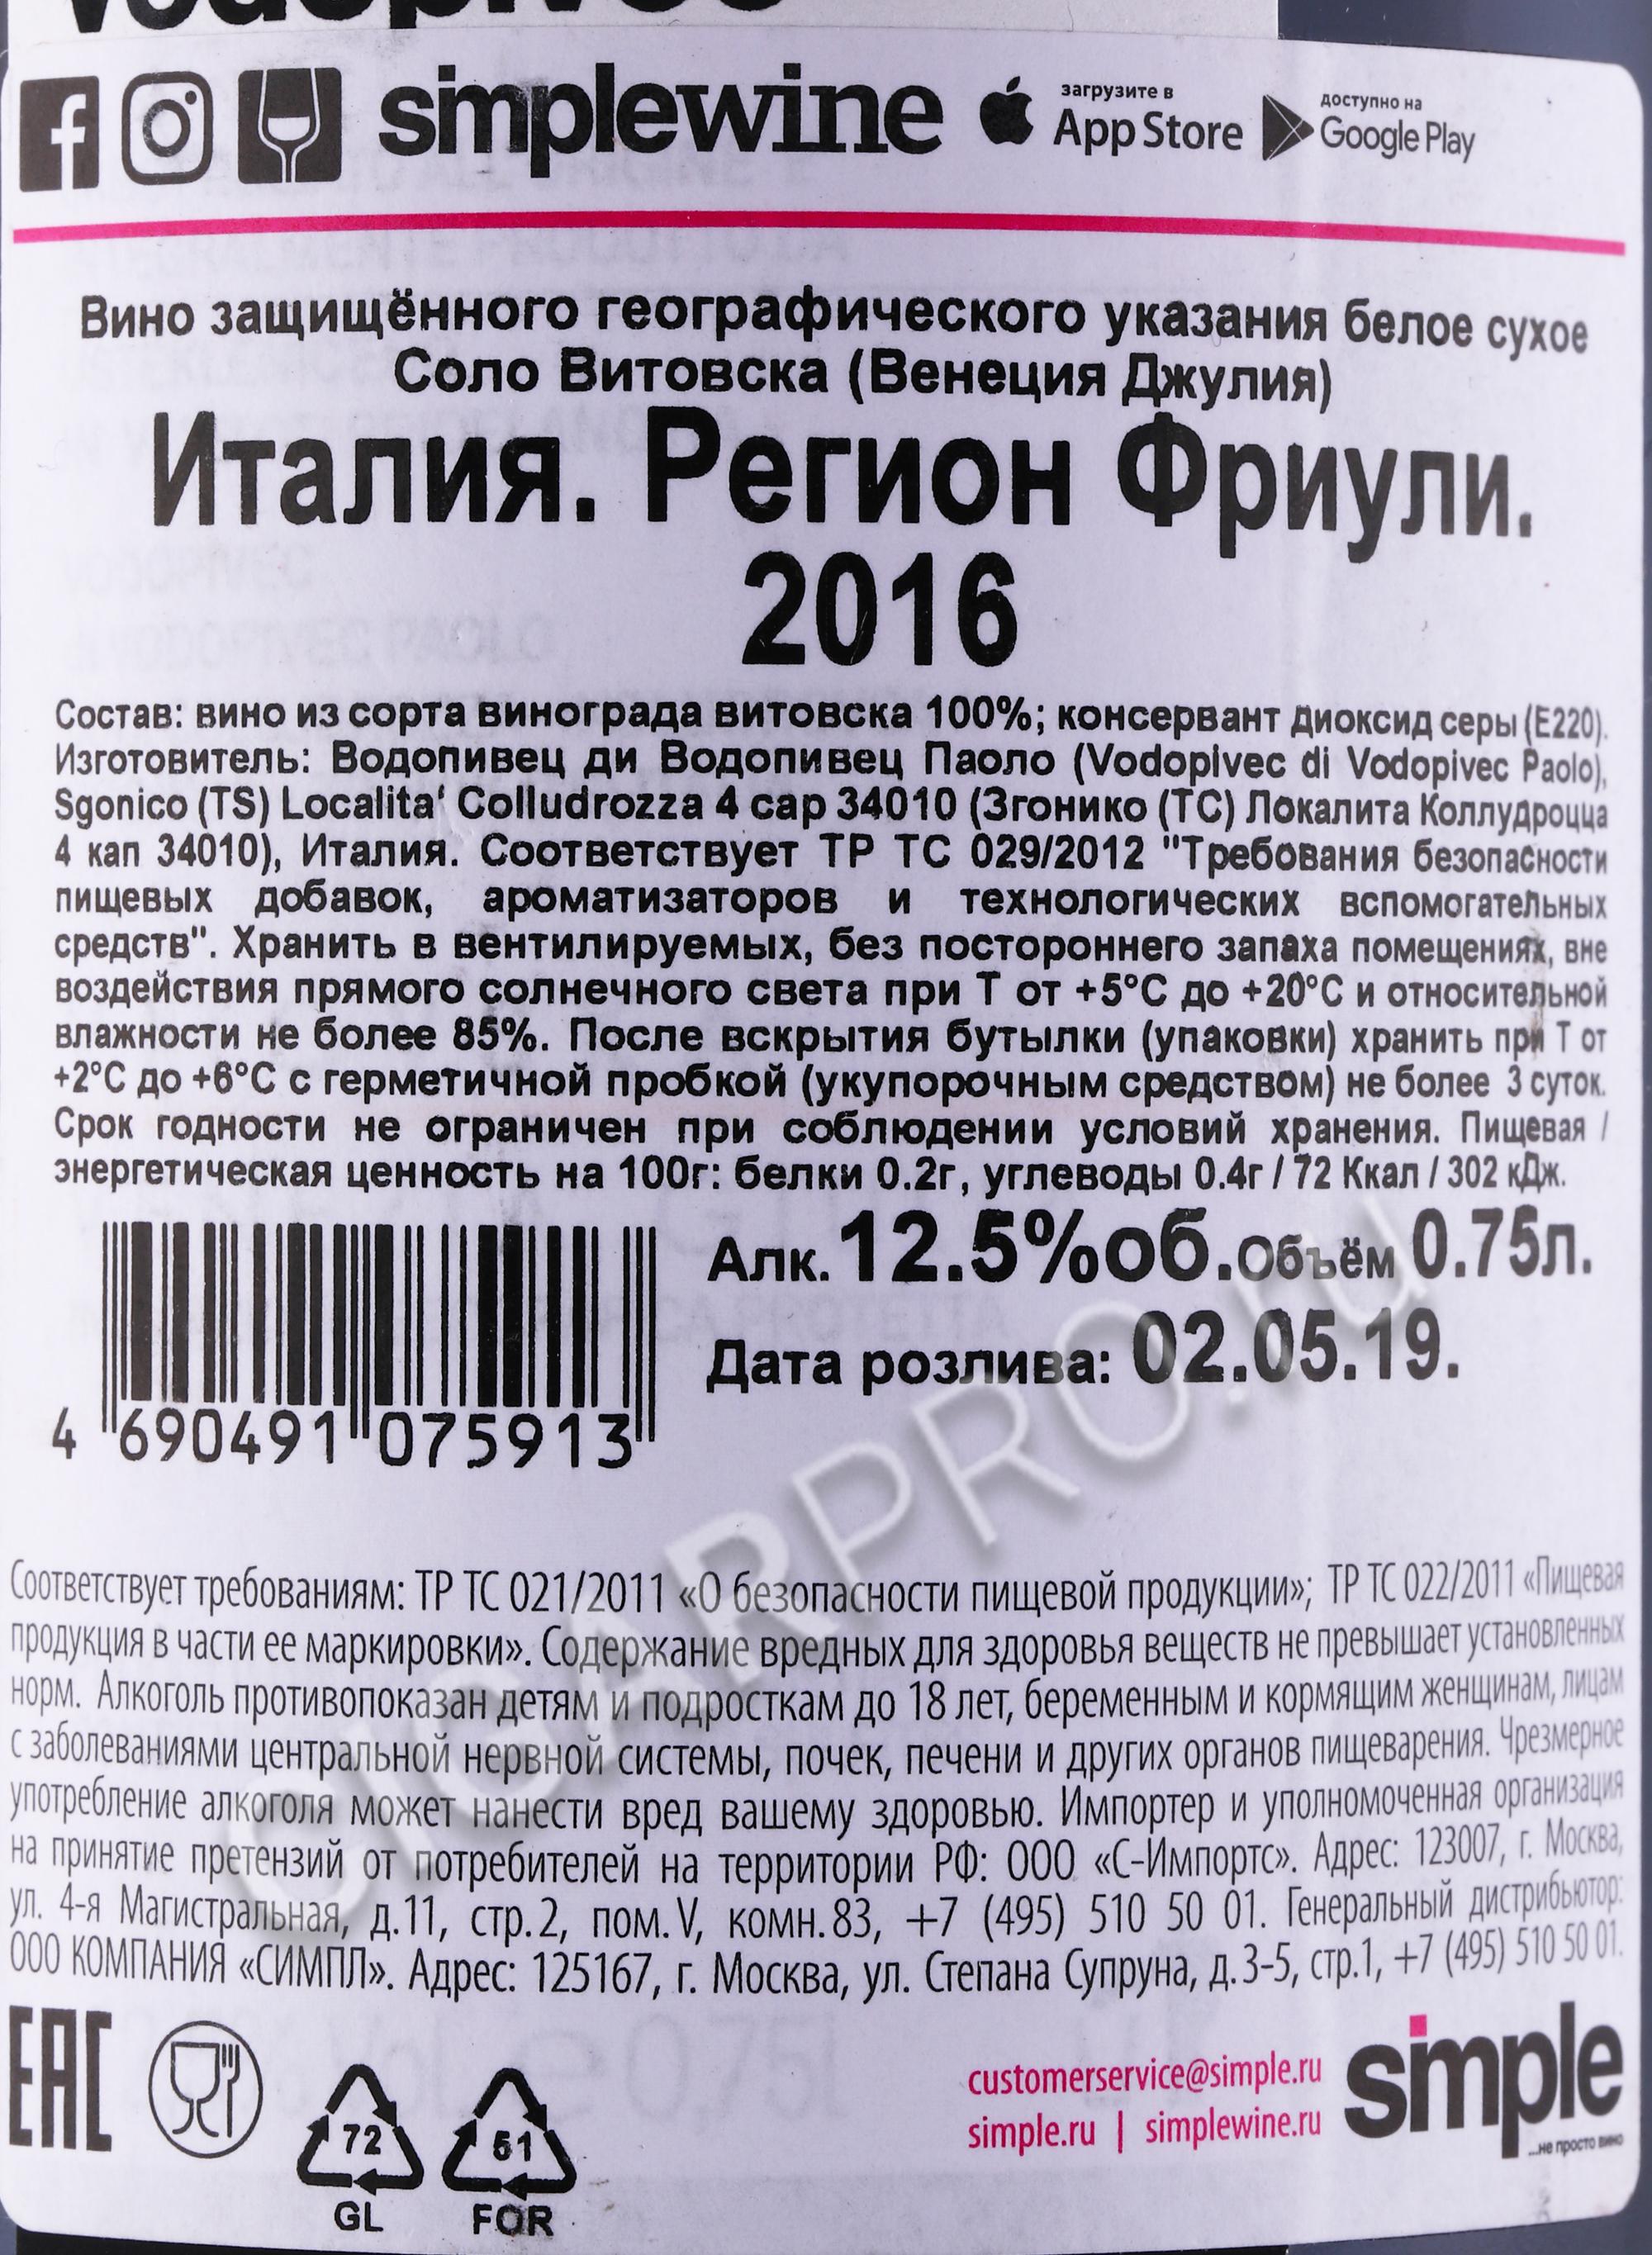 Vodopivec
simplewine
загрузите в
App Store
доступно на
Google Play
Вино защищённого географического указания белое сухое
Соло Витовска (Венеция Джулия)
Италия. Регион Фриули.
2016
Состав: вино из сорта винограда витовска 100%; консервант диоксид серы (Е220).
Изготовитель: Водопивец ди Водопивец Паоло (Vodopivec di Vodopivec Paolo),
Sgonico (TS) Localita' Colludrozza 4 cap 34010 (Згонико (ТС) Локалита Коллудроцца
4 кап 34010), Италия. Соответствует ТР ТС 029/2012 "Требования безопасности
пищевых добавок, ароматизаторов и технологических вспомогательных
средств". Хранить в вентилируемых, без постороннего запаха помещениях, вне
воздействия прямого солнечного света при Т от +5°С до +20°С и относительной
влажности не более 85%. После вскрытия бутылки (упаковки) хранить при Т от
+2°С до +6°С с герметичной пробкой (укупорочным средством) не более 3 суток.
Срок годности не ограничен при соблюдении условий хранения. Пищевая /
энергетическая ценность на 100г: белки 0.2г, углеводы 0.4г / 72 Ккал / 302 кДж.
Алк. 12.5%об. Объём 0.75л.
Дата розлива: 02.05.19.
4 690491 075913
CIGARPRO.ru
Соответствует требованиям: ТР ТС 021/2011 «О безопасности пищевой продукции»; ТР ТС 022/2011 «Пищевая
продукция в части ее маркировки». Содержание вредных для здоровья веществ не превышает установленных
норм. Алкоголь противопоказан детям и подросткам до 18 лет, беременным и кормящим женщинам, лицам
с заболеваниями центральной нервной системы, почек, печени и других органов пищеварения. Чрезмерное
употребление алкоголя может нанести вред вашему здоровью. Импортер и уполномоченная организация
на принятие претензий от потребителей на территории РФ: ООО «С-Импортс». Адрес: 123007, г. Москва,
ул. 4-я Магистральная, д.11, стр.2, пом.V, комн.83, +7 (495) 510 50 01. Генеральный дистрибьютор:
ООО КОМПАНИЯ «СИМПЛ». Адрес: 125167, г. Москва, ул. Степана Супруна, д.3-5, стр.1, +7 (495) 510 50 01.
EAC
72
GL
51
FOR
customerservice@simple.ru
simple.ru | simplewine.ru
simple
...не просто вино